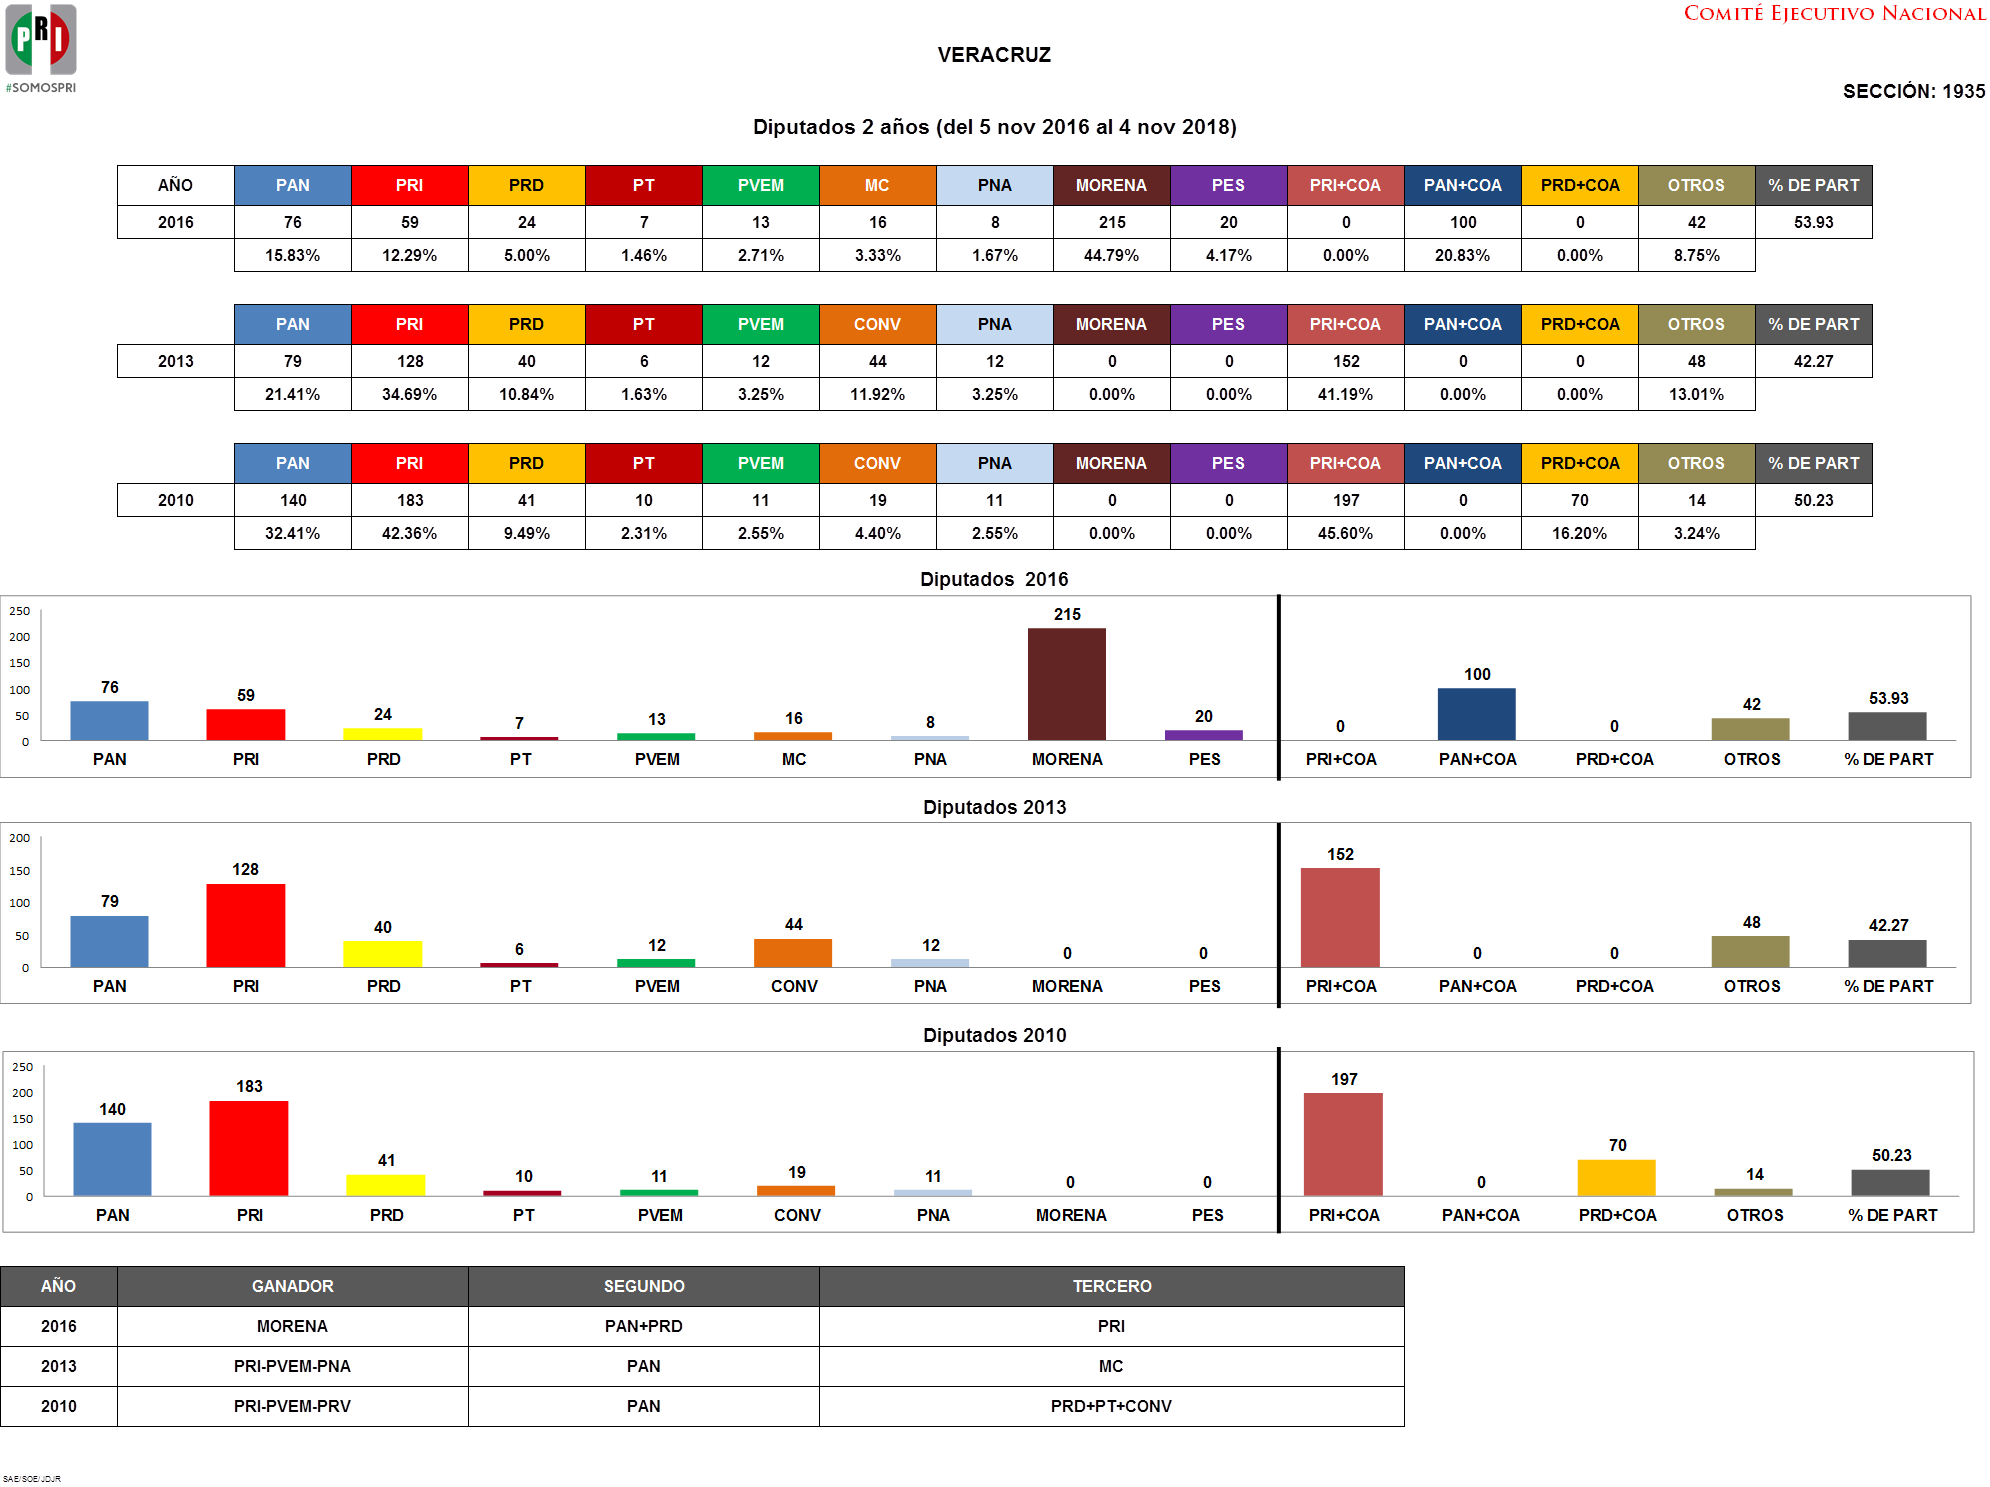 PRI
#SOMOSPRI
COMITÉ EJECUTIVO NACIONAL
VERACRUZ
SECCIÓN: 1935
Diputados 2 años (del 5 nov 2016 al 4 nov 2018)
AÑO PAN PRI PRD PT PVEM MC PNA MORENA PES PRI+COA PAN+COA PRD+COA OTROS % DE PART
2016 76 59 24 7 13 16 8 215 20 0 100 0 42 53.93
15.83% 12.29% 5.00% 1.46% 2.71% 3.33% 1.67% 44.79% 4.17% 0.00% 20.83% 0.00% 8.75%
PAN PRI PRD PT PVEM CONV PNA MORENA PES PRI+COA PAN+COA PRD+COA OTROS % DE PART
2013 79 128 40 6 12 44 12 0 0 152 0 0 48 42.27
21.41% 34.69% 10.84% 1.63% 3.25% 11.92% 3.25% 0.00% 0.00% 41.19% 0.00% 0.00% 13.01%
PAN PRI PRD PT PVEM CONV PNA MORENA PES PRI+COA PAN+COA PRD+COA OTROS % DE PART
2010 140 183 41 10 11 19 11 0 0 197 0 70 14 50.23
32.41% 42.36% 9.49% 2.31% 2.55% 4.40% 2.55% 0.00% 0.00% 45.60% 0.00% 16.20% 3.24%
Diputados 2016
250
200
150
100
50
0
76 59 24 7 13 16 8 215 20 0 100 0 42 53.93
PAN PRI PRD PT PVEM MC PNA MORENA PES PRI+COA PAN+COA PRD+COA OTROS % DE PART
Diputados 2013
200
150
100
50
0
79 128 40 6 12 44 12 0 0 152 0 0 48 42.27
PAN PRI PRD PT PVEM CONV PNA MORENA PES PRI+COA PAN+COA PRD+COA OTROS % DE PART
Diputados 2010
250
200
150
100
50
0
140 183 41 10 11 19 11 0 0 197 0 70 14 50.23
PAN PRI PRD PT PVEM CONV PNA MORENA PES PRI+COA PAN+COA PRD+COA OTROS % DE PART
AÑO GANADOR SEGUNDO TERCERO
2016 MORENA PAN+PRD PRI
2013 PRI-PVEM-PNA PAN MC
2010 PRI-PVEM-PRV PAN PRD+PT+CONV
SAE/SOE/JDJR